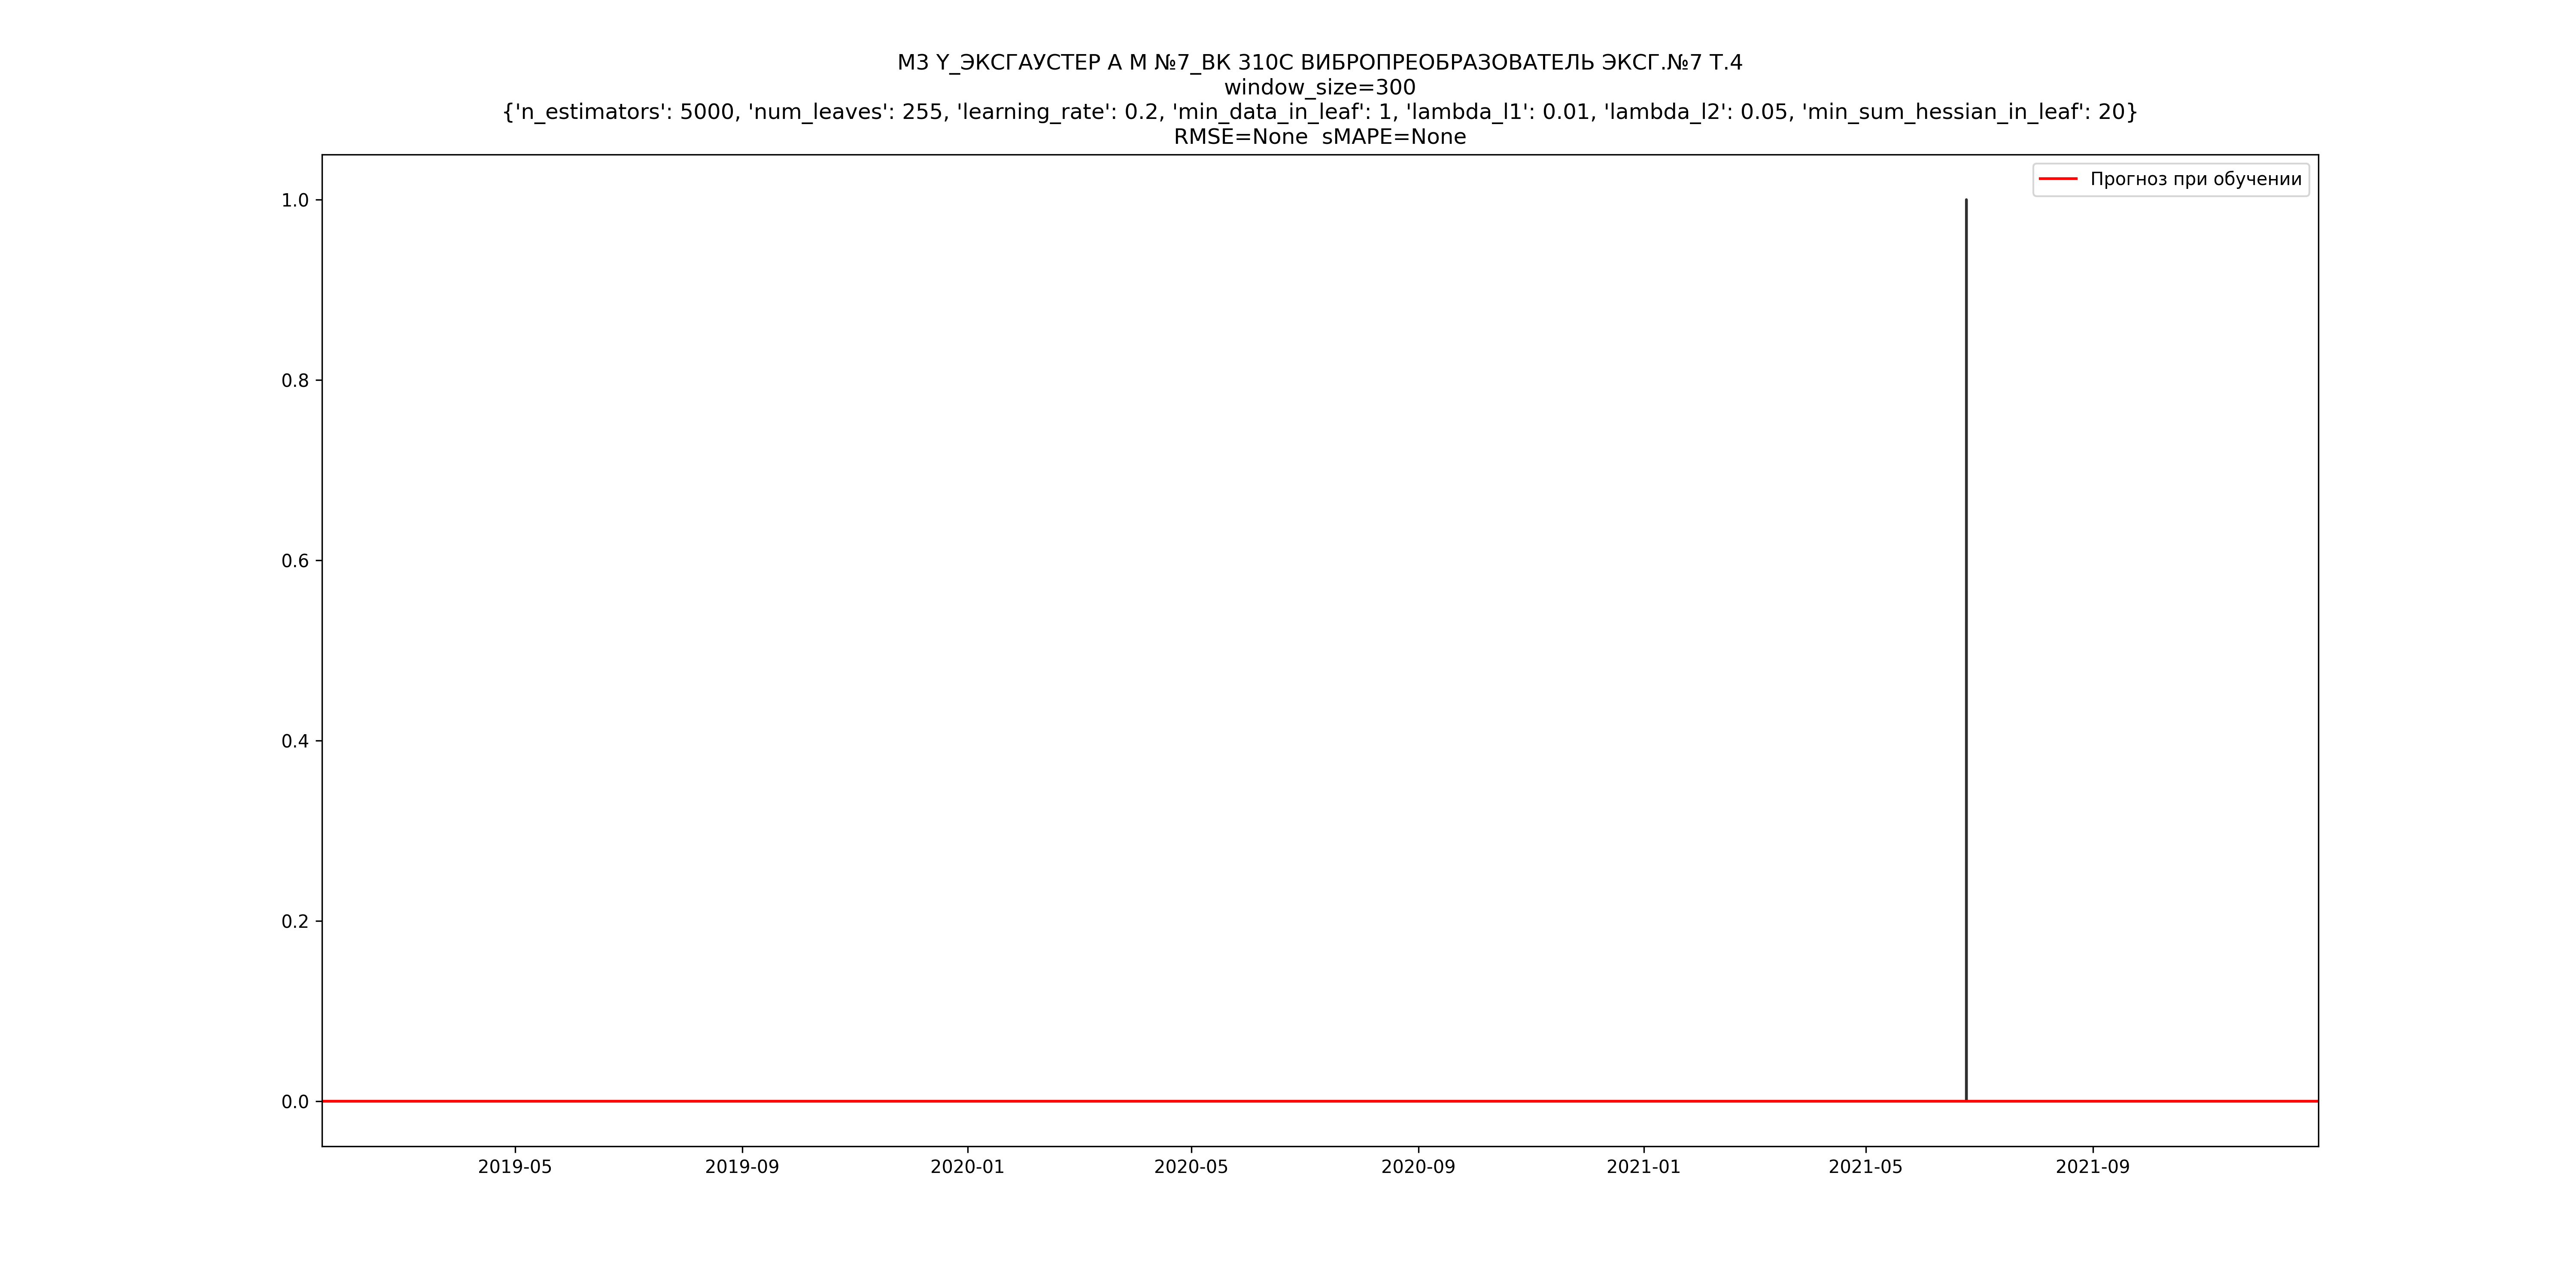 М3 Y_ЭКСГАУСТЕР А М №7_ВК 310С ВИБРОПРЕОБРАЗОВАТЕЛЬ ЭКСГ.№7 Т.4
window_size=300
{'n_estimators': 5000, 'num_leaves': 255, 'learning_rate': 0.2, 'min_data_in_leaf': 1, 'lambda_l1': 0.01, 'lambda_l2': 0.05, 'min_sum_hessian_in_leaf': 20}
RMSE=None  sMAPE=None
Прогноз при обучении
1.0
0.8
0.6
0.4
0.2
0.0
2019-05 2019-09 2020-01 2020-05 2020-09 2021-01 2021-05 2021-09